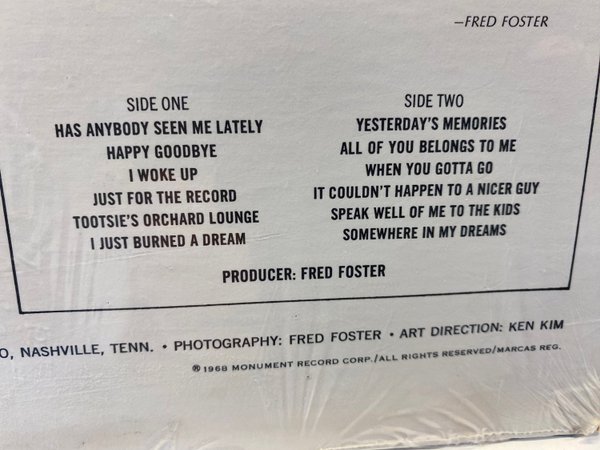 —FRED FOSTER
SIDE ONE
HAS ANYBODY SEEN ME LATELY
HAPPY GOODBYE
I WOKE UP
JUST FOR THE RECORD
TOOTSIE'S ORCHARD LOUNGE
I JUST BURNED A DREAM
SIDE TWO
YESTERDAY'S MEMORIES
ALL OF YOU BELONGS TO ME
WHEN YOU GOTTA GO
IT COULDN'T HAPPEN TO A NICER GUY
SPEAK WELL OF ME TO THE KIDS
SOMEWHERE IN MY DREAMS
PRODUCER: FRED FOSTER
O, NASHVILLE, TENN. • PHOTOGRAPHY: FRED FOSTER • ART DIRECTION: KEN KIM
℗ 1968 MONUMENT RECORD CORP./ALL RIGHTS RESERVED/MARCAS REG.